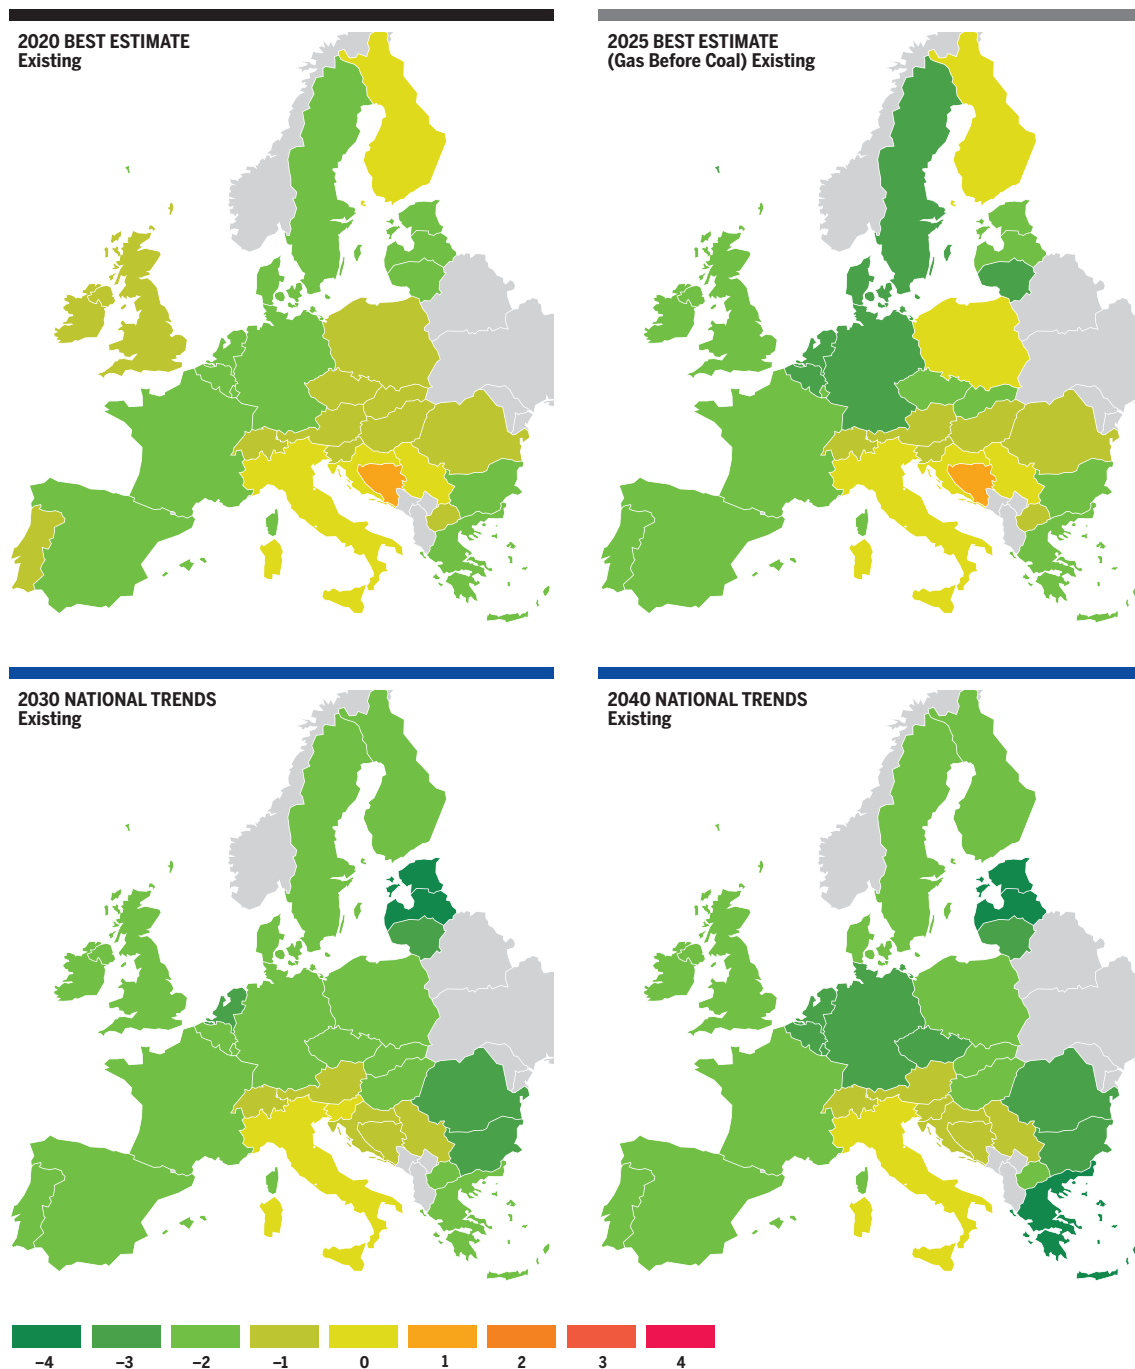 2020 BEST ESTIMATE
Existing
2025 BEST ESTIMATE
(Gas Before Coal) Existing
2030 NATIONAL TRENDS
Existing
2040 NATIONAL TRENDS
Existing
–4 –3 –2 –1 0 1 2 3 4